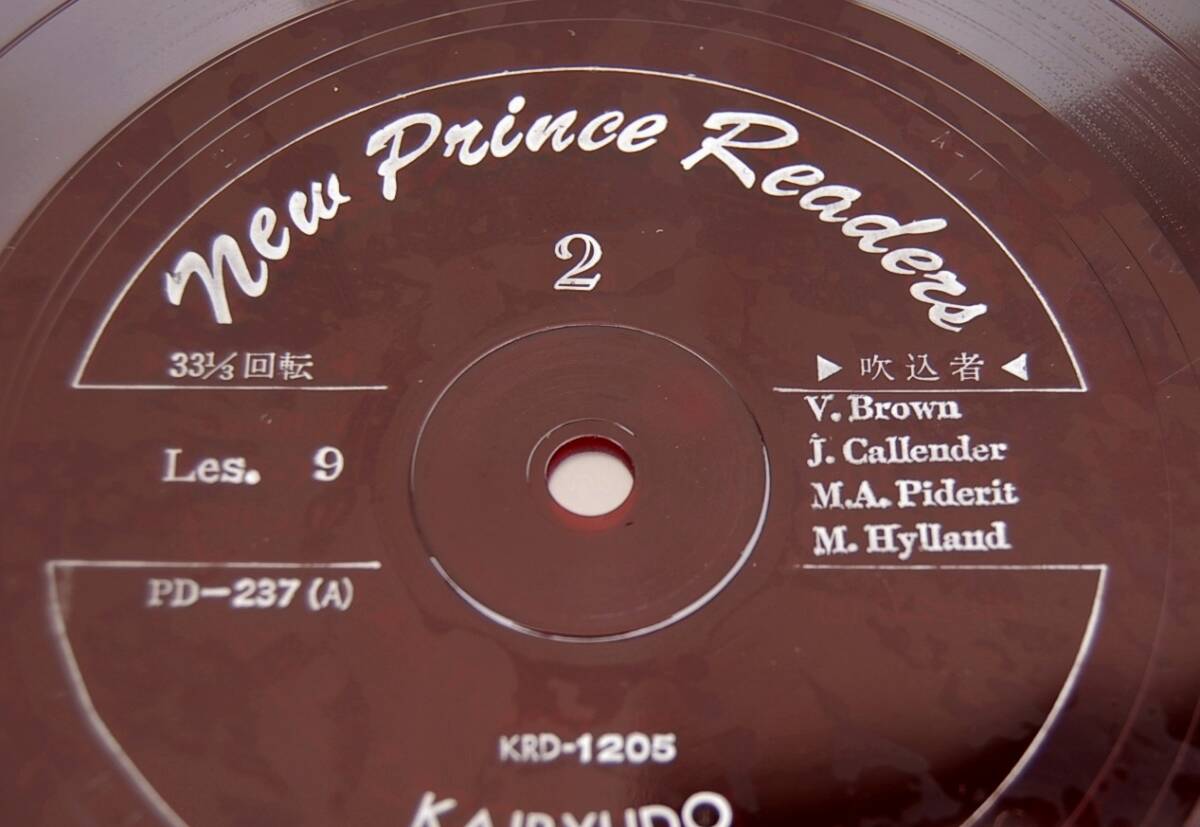 New Prince Readers
2
33⅓回転
▶吹込者◀
Les. 9
V. Brown
J. Callender
M.A. Piderit
M. Hylland
PD-237(A)
KRD-1205
KAIRYUDO